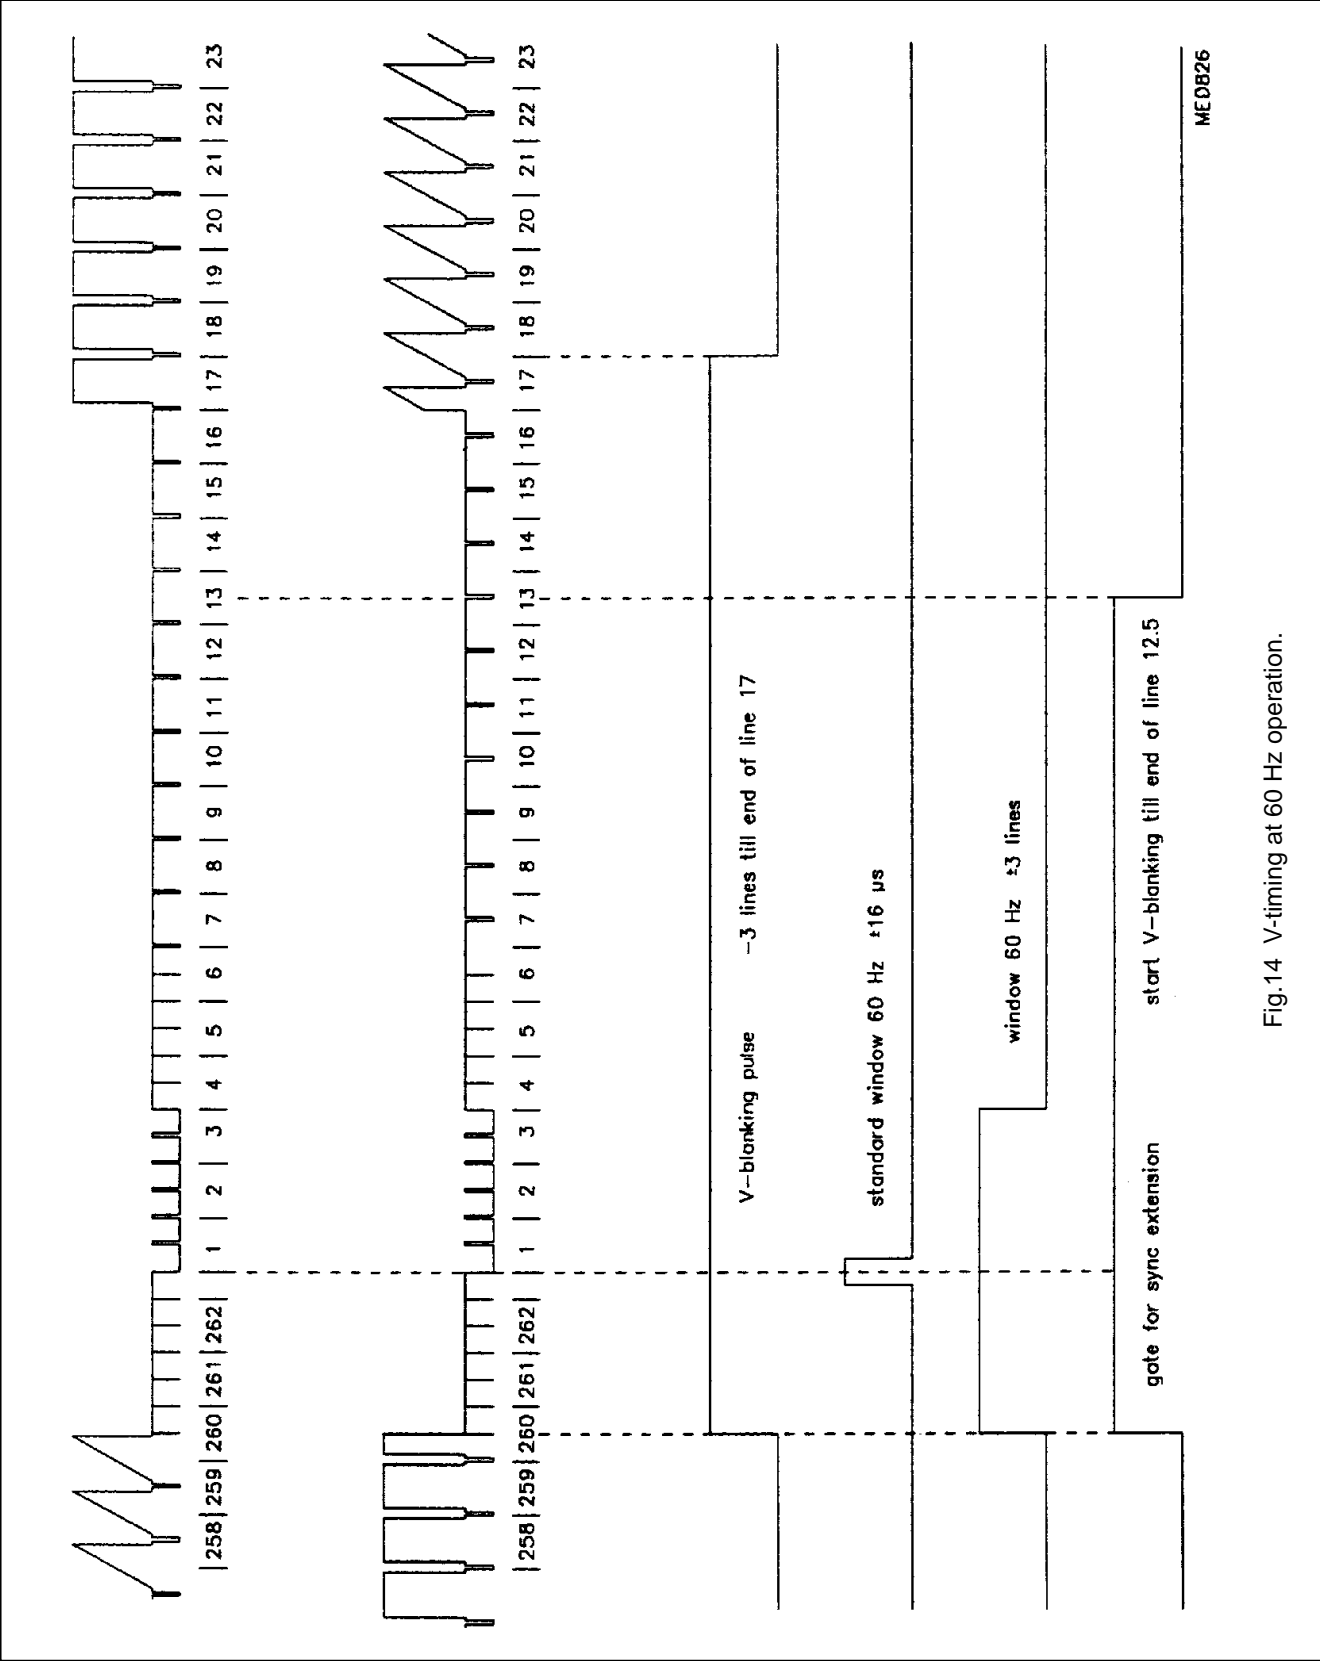 |258|259|260|261|262| 1 | 2 | 3 | 4 | 5 | 6 | 7 | 8 | 9 |10| 11 | 12 | 13 | 14 | 15 | 16 | 17 | 18 | 19 | 20 | 21 | 22 | 23
|258|259|260|261|262| 1 | 2 | 3 | 4 | 5 | 6 | 7 | 8 | 9 |10| 11 | 12 |13| 14 | 15 | 16 | 17 | 18 | 19 | 20 | 21 | 22 | 23
V-blanking pulse -3 lines till end of line 17
standard window 60 Hz ±16 µs
window 60 Hz ±3 lines
gate for sync extension start V-blanking till end of line 12.5
MED826
Fig.14 V-timing at 60 Hz operation.